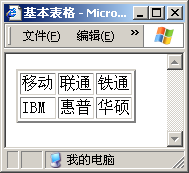 基本表格 - Micro...
文件(F) 编辑(E) »
移动 联通 铁通
IBM 惠普 华硕
我的电脑